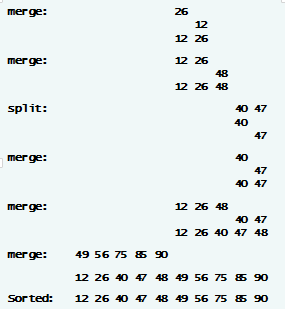 merge: 26
12
12 26
merge: 12 26
48
12 26 48
split: 40 47
40
47
merge: 40
47
40 47
merge: 12 26 48
40 47
12 26 40 47 48
merge: 49 56 75 85 90
12 26 40 47 48 49 56 75 85 90
Sorted: 12 26 40 47 48 49 56 75 85 90